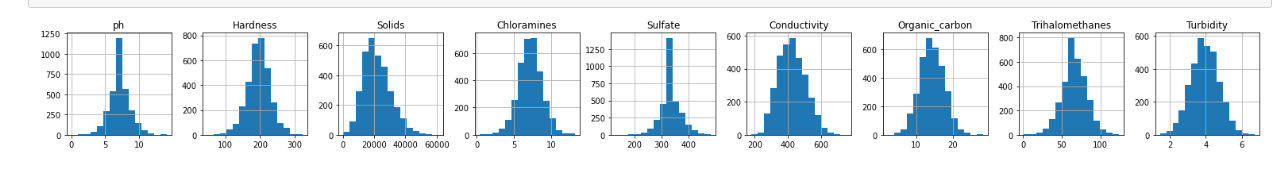 ph Hardness Solids Chloramines Sulfate Conductivity Organic_carbon Trihalomethanes Turbidity
1250 1000 750 500 250 0
0 5 10
800 600 400 200 0
100 200 300
600 400 200 0
0 20000 40000 60000
600 400 200 0
0 5 10
1250 1000 750 500 250 0
200 300 400
600 400 200 0
200 400 600
600 400 200 0
10 20
800 600 400 200 0
0 50 100
600 400 200 0
2 4 6